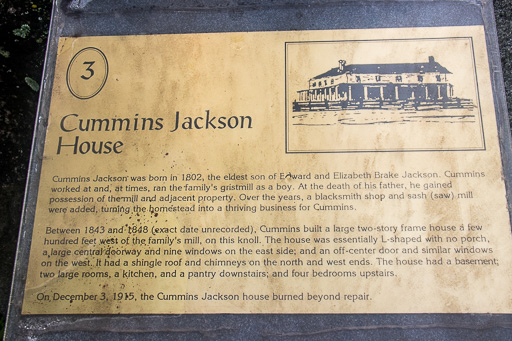 3
Cummins Jackson
House
Cummins Jackson was born in 1802, the eldest son of Edward and Elizabeth Brake Jackson. Cummins
worked at and, at times, ran the family's gristmill as a boy. At the death of his father, he gained
possession of the mill and adjacent property. Over the years, a blacksmith shop and sash (saw) mill
were added, turning the homestead into a thriving business for Cummins.
Between 1843 and 1848 (exact date unrecorded), Cummins built a large two-story frame house a few
hundred feet west of the family's mill, on this knoll. The house was essentially L-shaped with no porch,
a large central doorway and nine windows on the east side; and an off-center door and similar windows
on the west. It had a shingle roof and chimneys on the north and west ends. The house had a basement;
two large rooms, a kitchen, and a pantry downstairs; and four bedrooms upstairs.
On December 3, 1915, the Cummins Jackson house burned beyond repair.